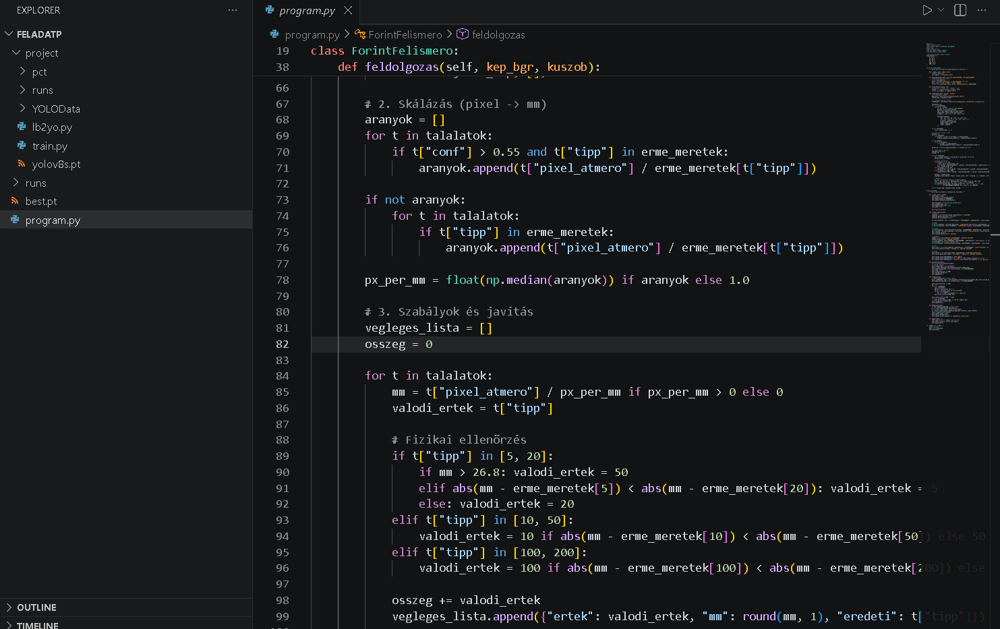 EXPLORER
FELADATP
project
pct
runs
YOLOData
lb2yo.py
train.py
yolov8s.pt
runs
best.pt
program.py
OUTLINE
TIMELINE
program.py
program.py > ForintFelismero > feldolgozas
19 class ForintFelismero:
38 def feldolgozas(self, kep_bgr, kuszob):
66
67 # 2. Skálázás (pixel -> mm)
68 aranyok = []
69 for t in talalatok:
70 if t["conf"] > 0.55 and t["tipp"] in erme_meretek:
71 aranyok.append(t["pixel_atmero"] / erme_meretek[t["tipp"]])
72
73 if not aranyok:
74 for t in talalatok:
75 if t["tipp"] in erme_meretek:
76 aranyok.append(t["pixel_atmero"] / erme_meretek[t["tipp"]])
77
78 px_per_mm = float(np.median(aranyok)) if aranyok else 1.0
79
80 # 3. Szabályok és javítás
81 vegleges_lista = []
82 osszeg = 0
83
84 for t in talalatok:
85 mm = t["pixel_atmero"] / px_per_mm if px_per_mm > 0 else 0
86 valodi_ertek = t["tipp"]
87
88 # Fizikai ellenőrzés
89 if t["tipp"] in [5, 20]:
90 if mm > 26.8: valodi_ertek = 50
91 elif abs(mm - erme_meretek[5]) < abs(mm - erme_meretek[20]): valodi_ertek = 5
92 else: valodi_ertek = 20
93 elif t["tipp"] in [10, 50]:
94 valodi_ertek = 10 if abs(mm - erme_meretek[10]) < abs(mm - erme_meretek[50]) else 50
95 elif t["tipp"] in [100, 200]:
96 valodi_ertek = 100 if abs(mm - erme_meretek[100]) < abs(mm - erme_meretek[200]) else
97
98 osszeg += valodi_ertek
99 vegleges_lista.append({"ertek": valodi_ertek, "mm": round(mm, 1), "eredeti": t["tipp"]})